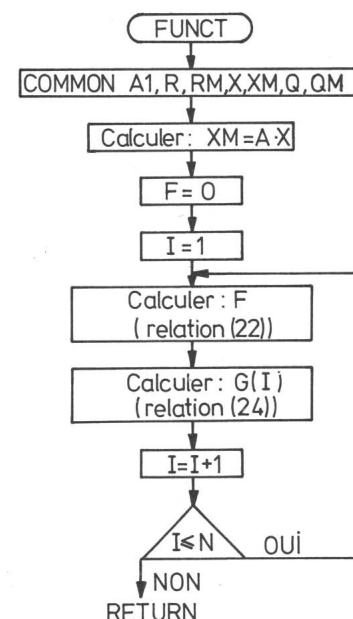 FUNCT
COMMON A1, R, RM,X,XM,Q,QM
Calculer: XM=A·X
F=0
I=1
Calculer: F
(relation(22))
Calculer: G(I)
(relation(24))
I=I+1
I≤N OUi
NON
RETURN